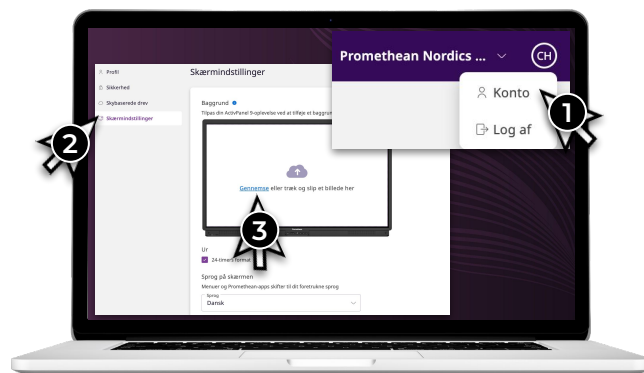 Promethean Nordics ...
CH
Konto
Log af
1
Profil
Sikkerhed
Skybaserede drev
Skærmindstillinger
2
Skærmindstillinger
Baggrund
Tilpas din ActivPanel 9-oplevelse ved at tilføje et baggrun
Gennemse eller træk og slip et billede her
3
Ur
24-timers format
Sprog på skærmen
Menuer og Promethean-apps skifter til dit foretrukne sprog
Sprog
Dansk